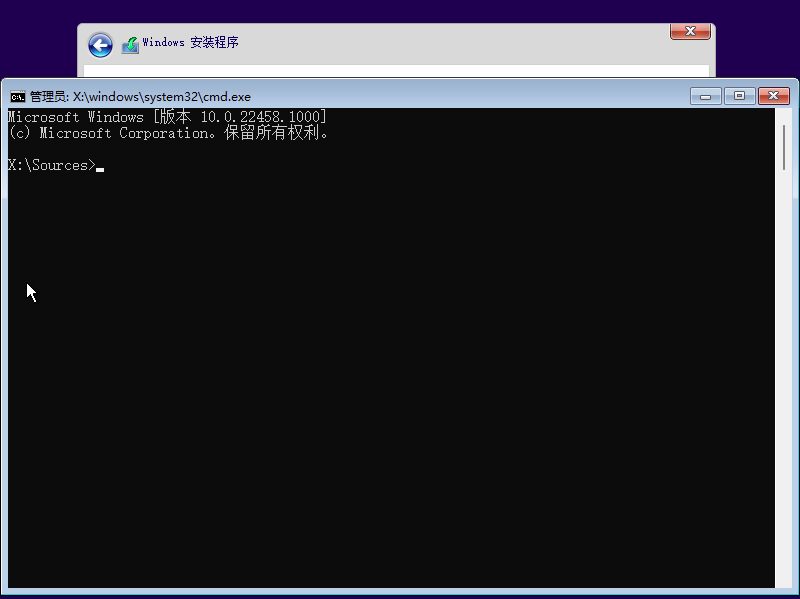 Windows 安装程序
管理员: X:\windows\system32\cmd.exe
Microsoft Windows [版本 10.0.22458.1000]
(c) Microsoft Corporation。保留所有权利。
X:\Sources>